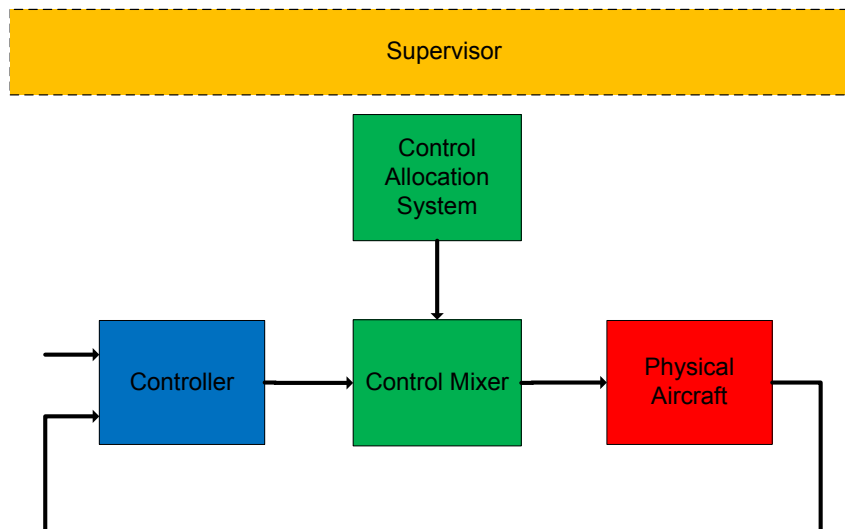 Supervisor
Control
Allocation
System
Controller
Control Mixer
Physical
Aircraft